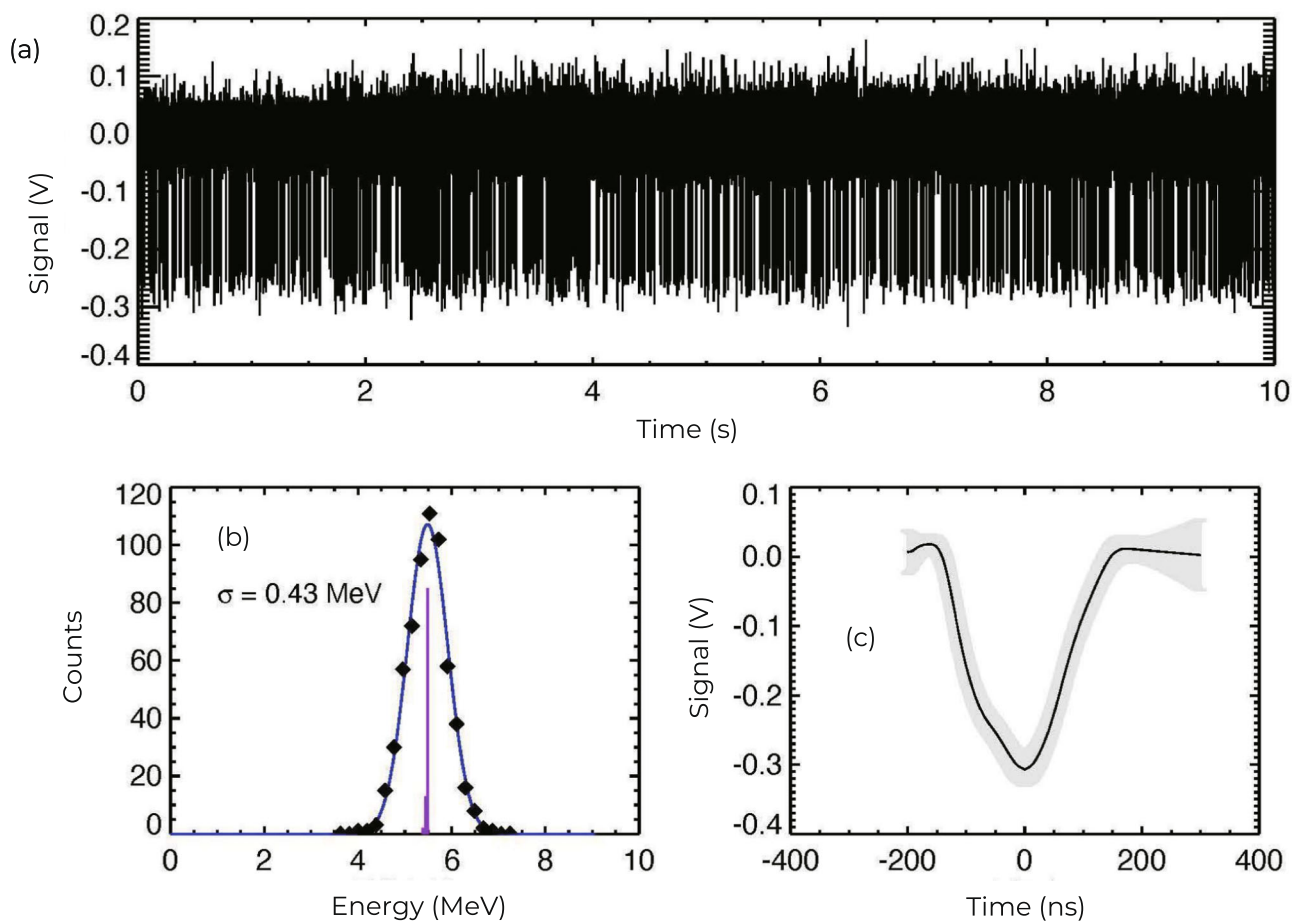 (a)
Signal (V)
0.2
0.1
0.0
-0.1
-0.2
-0.3
-0.4
0 2 4 6 8 10
Time (s)
(b)
σ = 0.43 MeV
Counts
120
100
80
60
40
20
0
0 2 4 6 8 10
Energy (MeV)
(c)
Signal (V)
0.1
0.0
-0.1
-0.2
-0.3
-0.4
-400 -200 0 200 400
Time (ns)